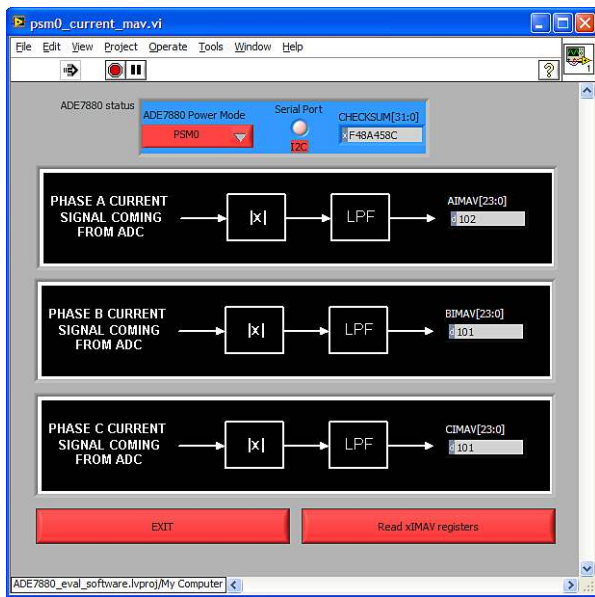 psm0_current_mav.vi
File Edit View Project Operate Tools Window Help
? 1
ADE7880 status
ADE7880 Power Mode Serial Port CHECKSUM[31:0]
PSM0 I2C x F48A458C
PHASE A CURRENT
SIGNAL COMING
FROM ADC
|x| LPF
AIMAV[23:0]
d 102
PHASE B CURRENT
SIGNAL COMING
FROM ADC
|x| LPF
BIMAV[23:0]
d 101
PHASE C CURRENT
SIGNAL COMING
FROM ADC
|x| LPF
CIMAV[23:0]
d 101
EXIT Read xIMAV registers
ADE7880_eval_software.lvproj/My Computer